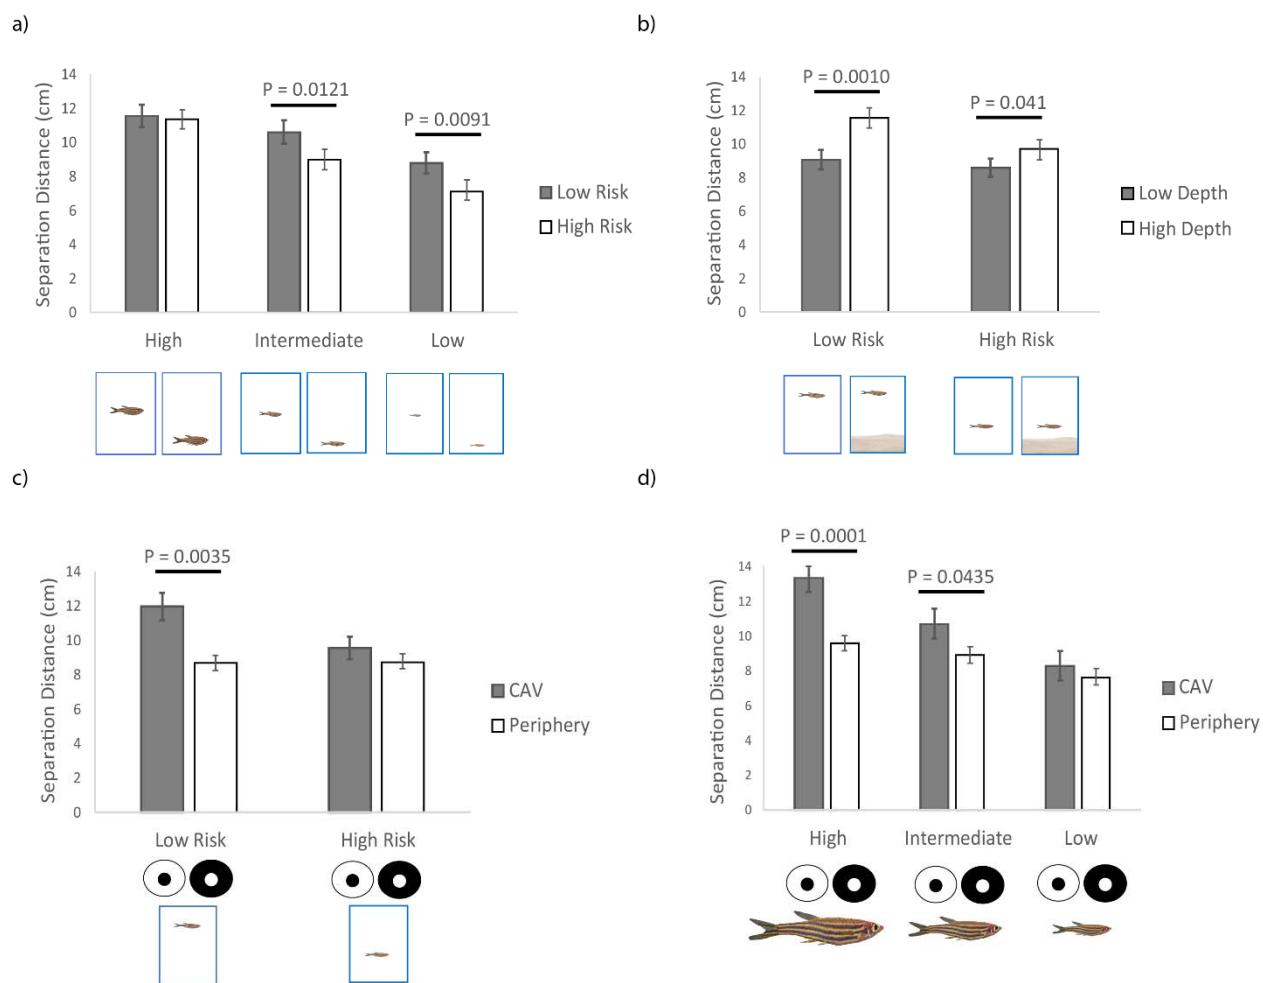 a)
P = 0.0121
P = 0.0091
Separation Distance (cm)
14
12
10
8
6
4
2
0
High
Intermediate
Low
Low Risk
High Risk
b)
P = 0.0010
P = 0.041
Separation Distance (cm)
14
12
10
8
6
4
2
0
Low Risk
High Risk
Low Depth
High Depth
c)
P = 0.0035
Separation Distance (cm)
14
12
10
8
6
4
2
0
Low Risk
High Risk
CAV
Periphery
d)
P = 0.0001
P = 0.0435
Separation Distance (cm)
14
12
10
8
6
4
2
0
High
Intermediate
Low
CAV
Periphery